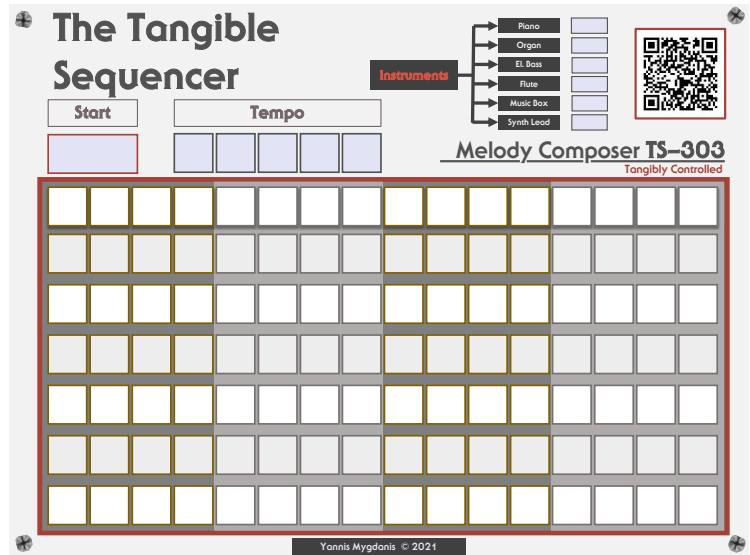 The Tangible
Sequencer
Instruments
Piano
Organ
El. Bass
Flute
Music Box
Synth Lead
Start
Tempo
Melody Composer TS–303
Tangibly Controlled
Yannis Mygdanis © 2021